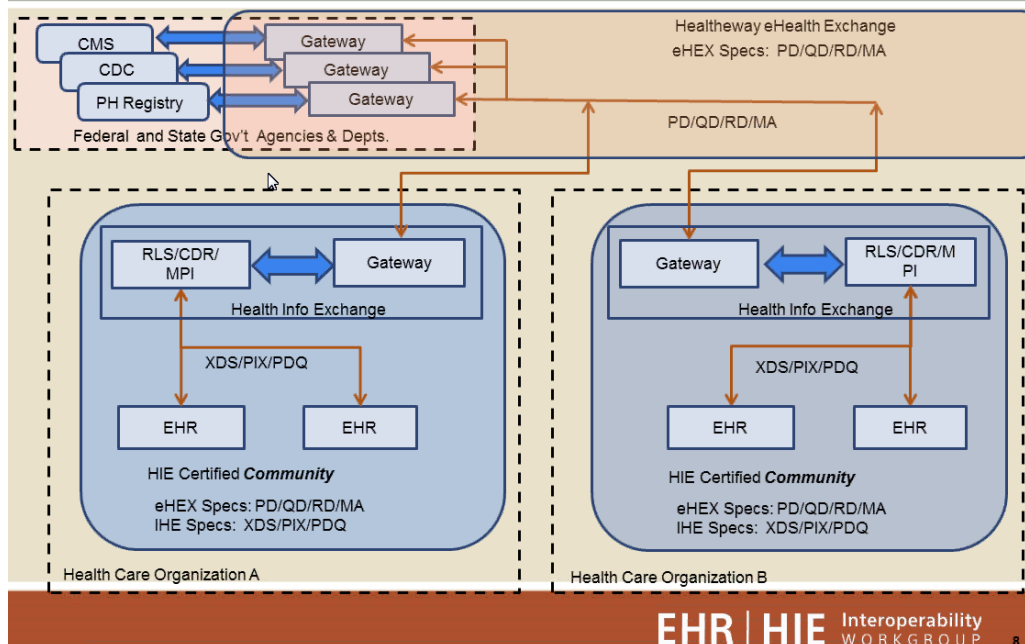 Healtheway eHealth Exchange
eHEX Specs: PD/QD/RD/MA
CMS
Gateway
CDC
Gateway
PH Registry
Gateway
Federal and State Gov't Agencies & Depts.
PD/QD/RD/MA
RLS/CDR/
MPI
Gateway
Health Info Exchange
XDS/PIX/PDQ
EHR
EHR
HIE Certified Community
eHEX Specs: PD/QD/RD/MA
IHE Specs: XDS/PIX/PDQ
Health Care Organization A
Gateway
RLS/CDR/M
PI
Health Info Exchange
XDS/PIX/PDQ
EHR
EHR
HIE Certified Community
eHEX Specs: PD/QD/RD/MA
IHE Specs: XDS/PIX/PDQ
Health Care Organization B
EHR | HIE Interoperability
WORKGROUP
8